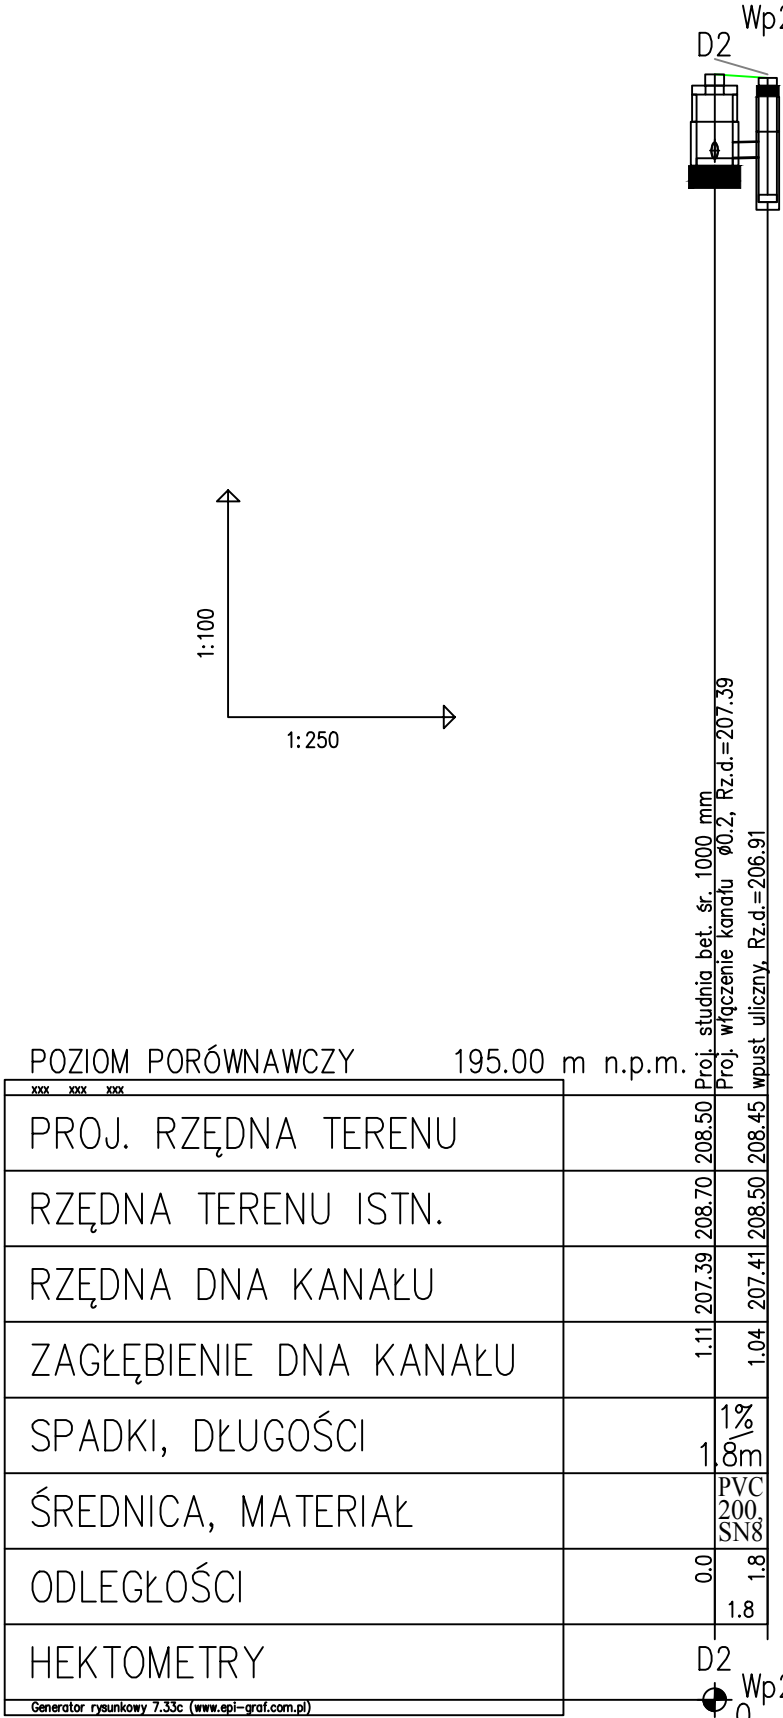 Wp2
D2
1:100
1:250
Proj. studnia bet. śr. 1000 mm
Proj. włączenie kanału ø0.2, Rz.d.=207.39
wpust uliczny, Rz.d.=206.91
POZIOM PORÓWNAWCZY 195.00 m n.p.m.
xxx xxx xxx
PROJ. RZĘDNA TERENU 208.50 208.45
RZĘDNA TERENU ISTN. 208.70 208.50
RZĘDNA DNA KANAŁU 207.39 207.41
ZAGŁĘBIENIE DNA KANAŁU 1.11 1.04
SPADKI, DŁUGOŚCI 1%
1.8m
ŚREDNICA, MATERIAŁ PVC
200,
SN8
ODLEGŁOŚCI 0.0 1.8
1.8
HEKTOMETRY
D2
Wp2
0
Generator rysunkowy 7.33c (www.epi-graf.com.pl)